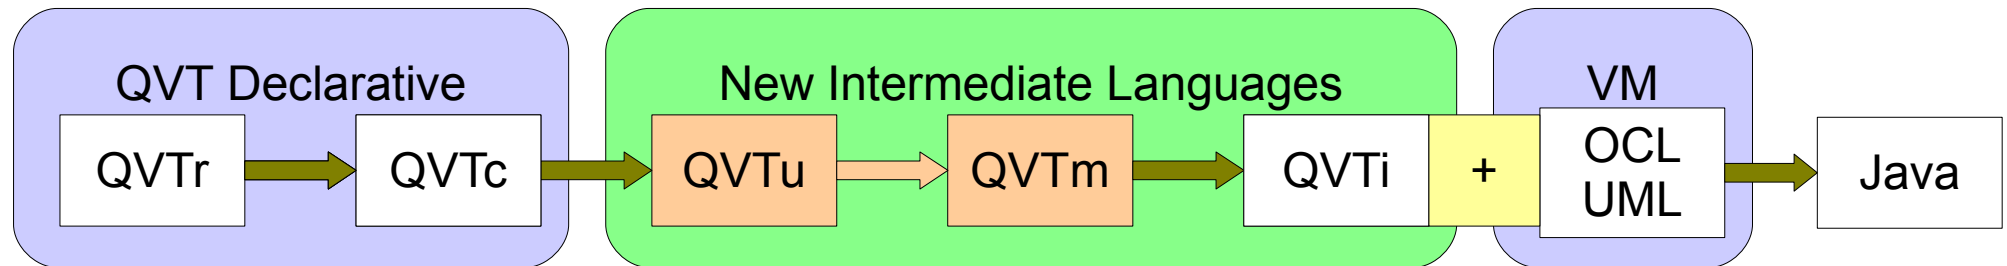 QVT Declarative
New Intermediate Languages
VM
QVTr
QVTc
QVTu
QVTm
QVTi
+
OCL
UML
Java